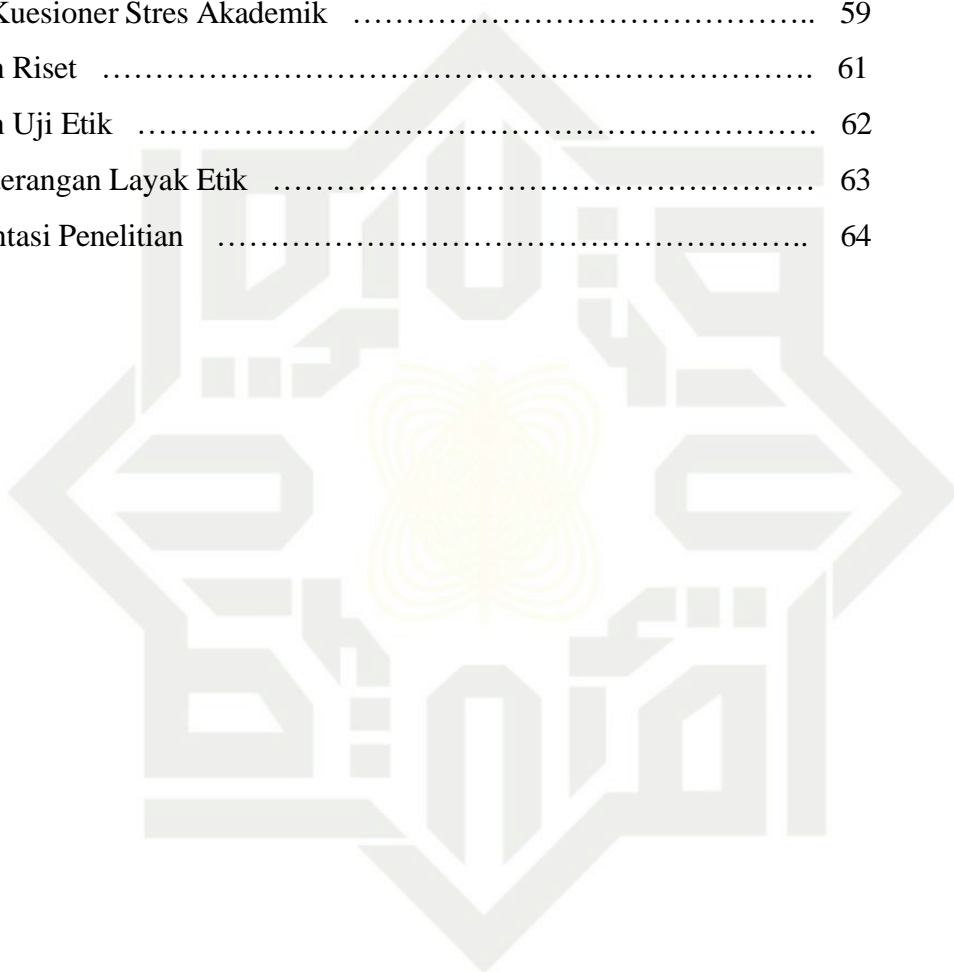 Kuesioner Stres Akademik …………………………………….. 59
n Riset …………………………………………………………. 61
n Uji Etik ………………………………………………………. 62
erangan Layak Etik …………………………………………… 63
ntasi Penelitian ……………………………………………….. 64